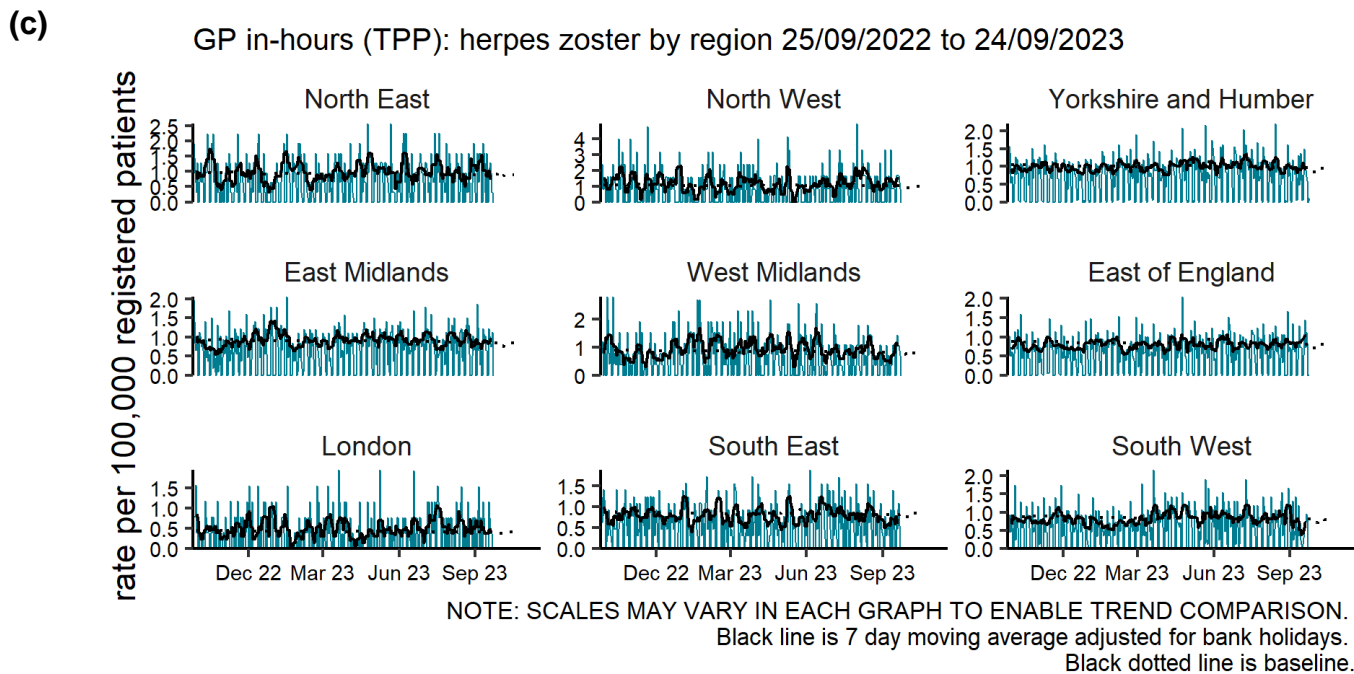 (c)
GP in-hours (TPP): herpes zoster by region 25/09/2022 to 24/09/2023
rate per 100,000 registered patients
North East
2.5
2.0
1.5
1.0
0.5
0.0
North West
4
3
2
1
0
Yorkshire and Humber
2.0
1.5
1.0
0.5
0.0
East Midlands
2.0
1.5
1.0
0.5
0.0
West Midlands
2
1
0
East of England
2.0
1.5
1.0
0.5
0.0
London
1.5
1.0
0.5
0.0
Dec 22 Mar 23 Jun 23 Sep 23
South East
1.5
1.0
0.5
0.0
Dec 22 Mar 23 Jun 23 Sep 23
South West
2.0
1.5
1.0
0.5
0.0
Dec 22 Mar 23 Jun 23 Sep 23
NOTE: SCALES MAY VARY IN EACH GRAPH TO ENABLE TREND COMPARISON.
Black line is 7 day moving average adjusted for bank holidays.
Black dotted line is baseline.